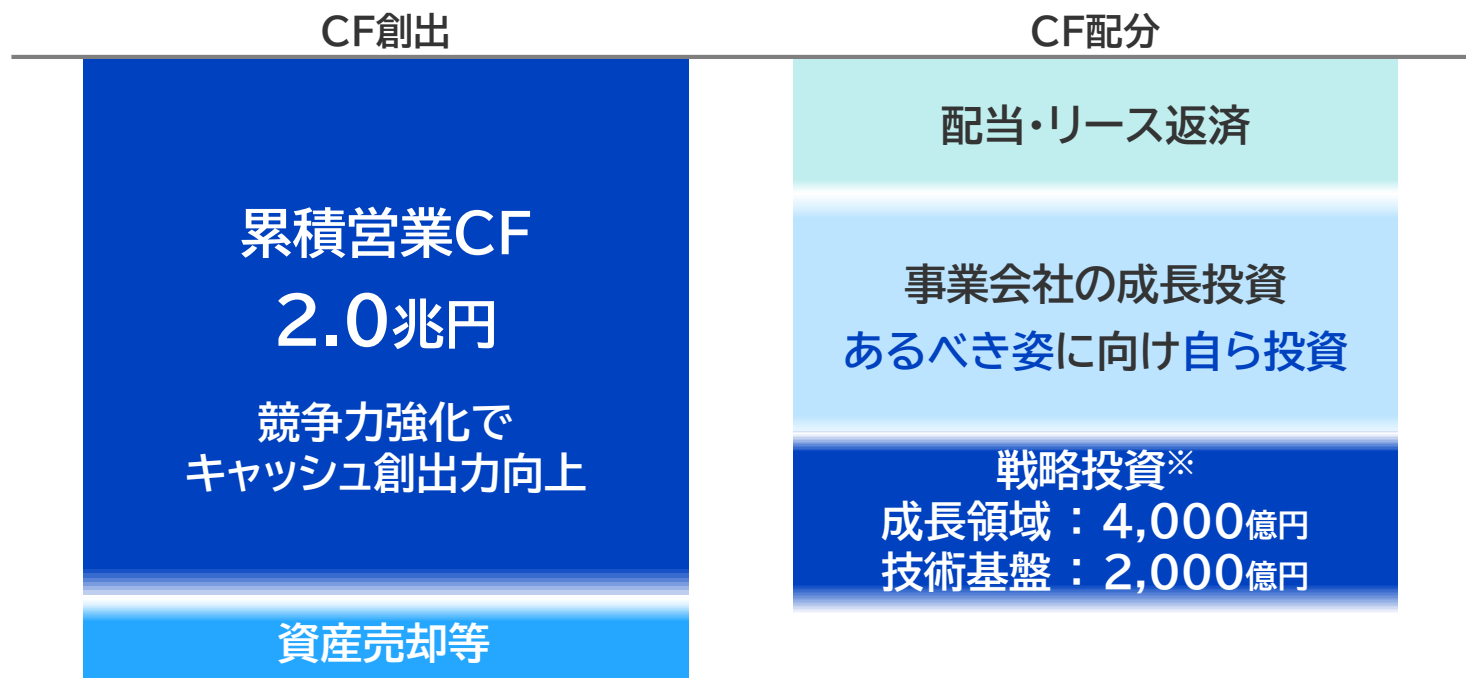 CF創出
CF配分
累積営業CF
2.0兆円
競争力強化で
キャッシュ創出力向上
資産売却等
配当・リース返済
事業会社の成長投資
あるべき姿に向け自ら投資
戦略投資※
成長領域：4,000億円
技術基盤：2,000億円